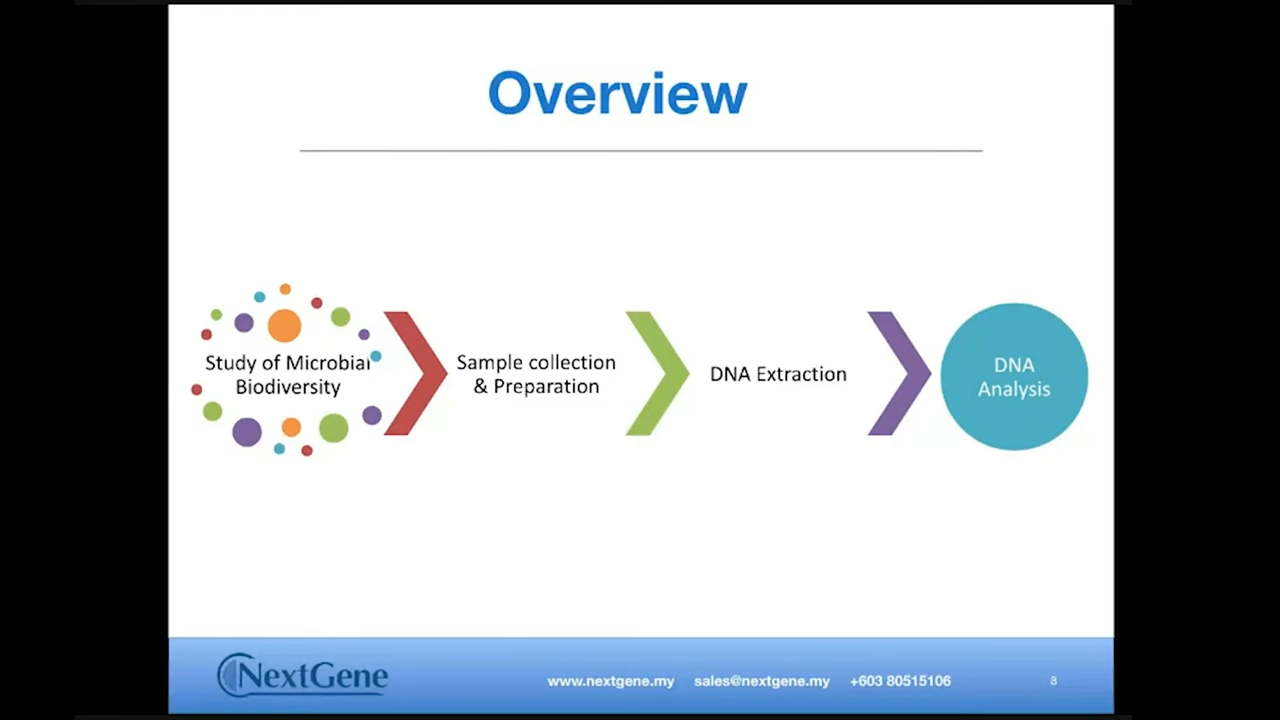 Overview
Study of Microbial
Biodiversity
Sample collection
& Preparation
DNA Extraction
DNA
Analysis
NextGene
www.nextgene.my sales@nextgene.my +603 80515106 8